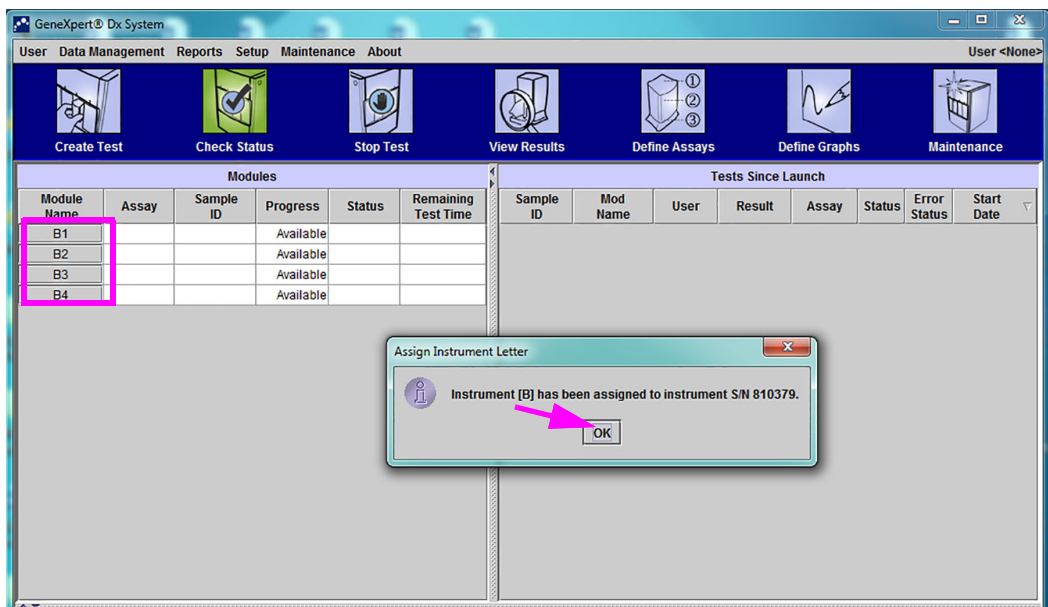 GeneXpert® Dx System
User Data Management Reports Setup Maintenance About User <None>
① ② ③
Create Test Check Status Stop Test View Results Define Assays Define Graphs Maintenance
Modules Tests Since Launch
Module Name Assay Sample ID Progress Status Remaining Test Time Sample ID Mod Name User Result Assay Status Error Status Start Date
B1 Available
B2 Available
B3 Available
B4 Available
Assign Instrument Letter
Instrument [B] has been assigned to instrument S/N 810379.
OK